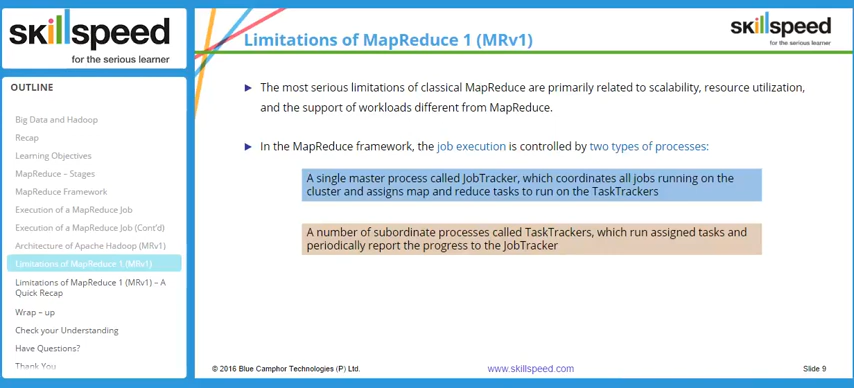 skillspeed
for the serious learner
OUTLINE
Big Data and Hadoop
Recap
Learning Objectives
MapReduce – Stages
MapReduce Framework
Execution of a MapReduce Job
Execution of a MapReduce Job (Cont'd)
Architecture of Apache Hadoop (MRv1)
Limitations of MapReduce 1 (MRv1)
Limitations of MapReduce 1 (MRv1) – A
Quick Recap
Wrap – up
Check your Understanding
Have Questions?
Thank You
Limitations of MapReduce 1 (MRv1)
skillspeed
for the serious learner
The most serious limitations of classical MapReduce are primarily related to scalability, resource utilization,
and the support of workloads different from MapReduce.
In the MapReduce framework, the job execution is controlled by two types of processes:
A single master process called JobTracker, which coordinates all jobs running on the
cluster and assigns map and reduce tasks to run on the TaskTrackers
A number of subordinate processes called TaskTrackers, which run assigned tasks and
periodically report the progress to the JobTracker
© 2016 Blue Camphor Technologies (P) Ltd.
www.skillspeed.com
Slide 9